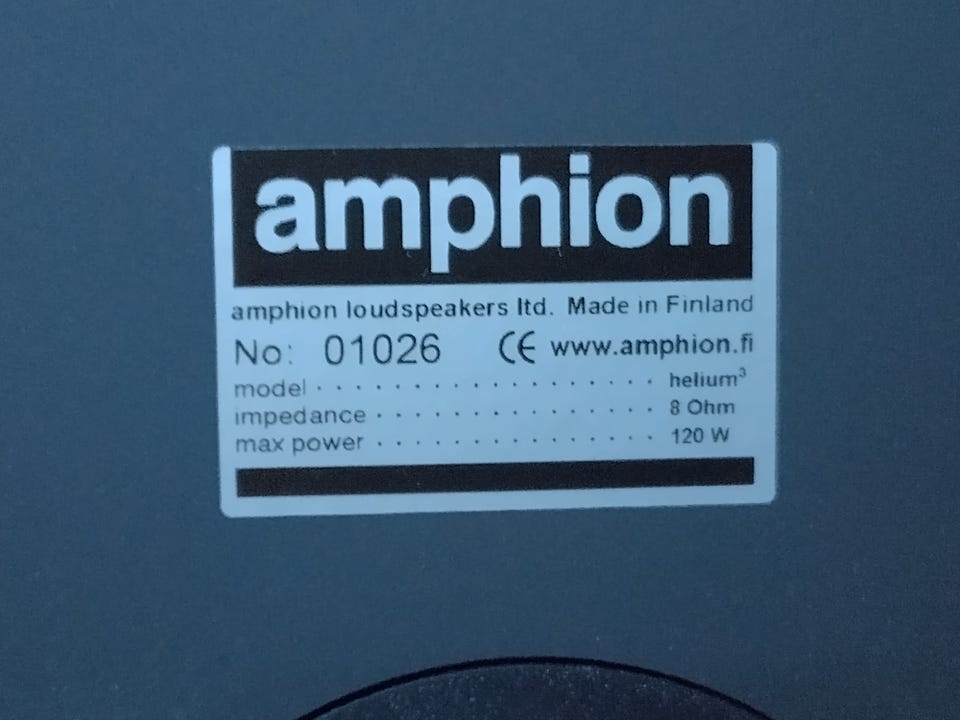 amphion
amphion loudspeakers ltd. Made in Finland
No: 01026 CE www.amphion.fi
model · · · · · · · · · · · · · · · · · helium³
impedance · · · · · · · · · · · · · · 8 Ohm
max power · · · · · · · · · · · · · · 120 W